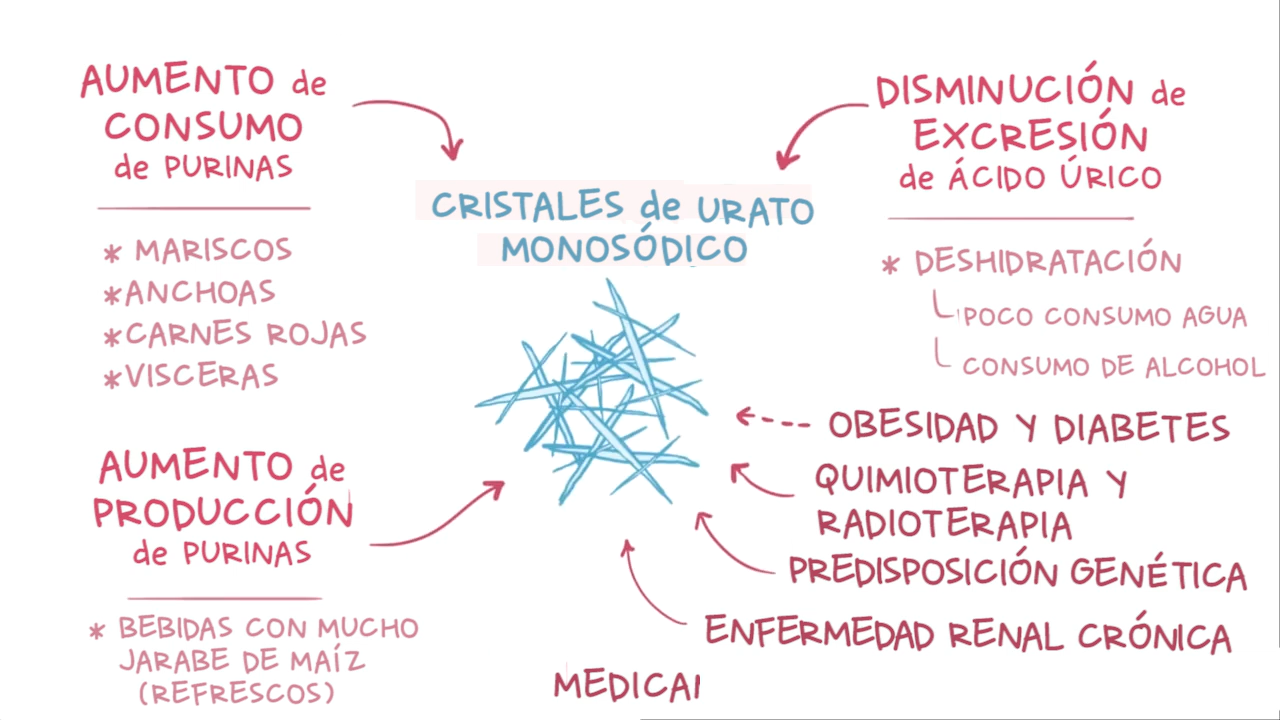 AUMENTO de
CONSUMO
de PURINAS
* MARISCOS
*ANCHOAS
*CARNES ROJAS
*VISCERAS
AUMENTO de
PRODUCCIÓN
de PURINAS
* BEBIDAS CON MUCHO
JARABE DE MAÍZ
(REFRESCOS)
CRISTALES de URATO
MONOSÓDICO
DISMINUCIÓN de
EXCRESIÓN
de ÁCIDO ÚRICO
* DESHIDRATACIÓN
POCO CONSUMO AGUA
CONSUMO DE ALCOHOL
OBESIDAD Y DIABETES
QUIMIOTERAPIA Y
RADIOTERAPIA
PREDISPOSICIÓN GENÉTICA
ENFERMEDAD RENAL CRÓNICA